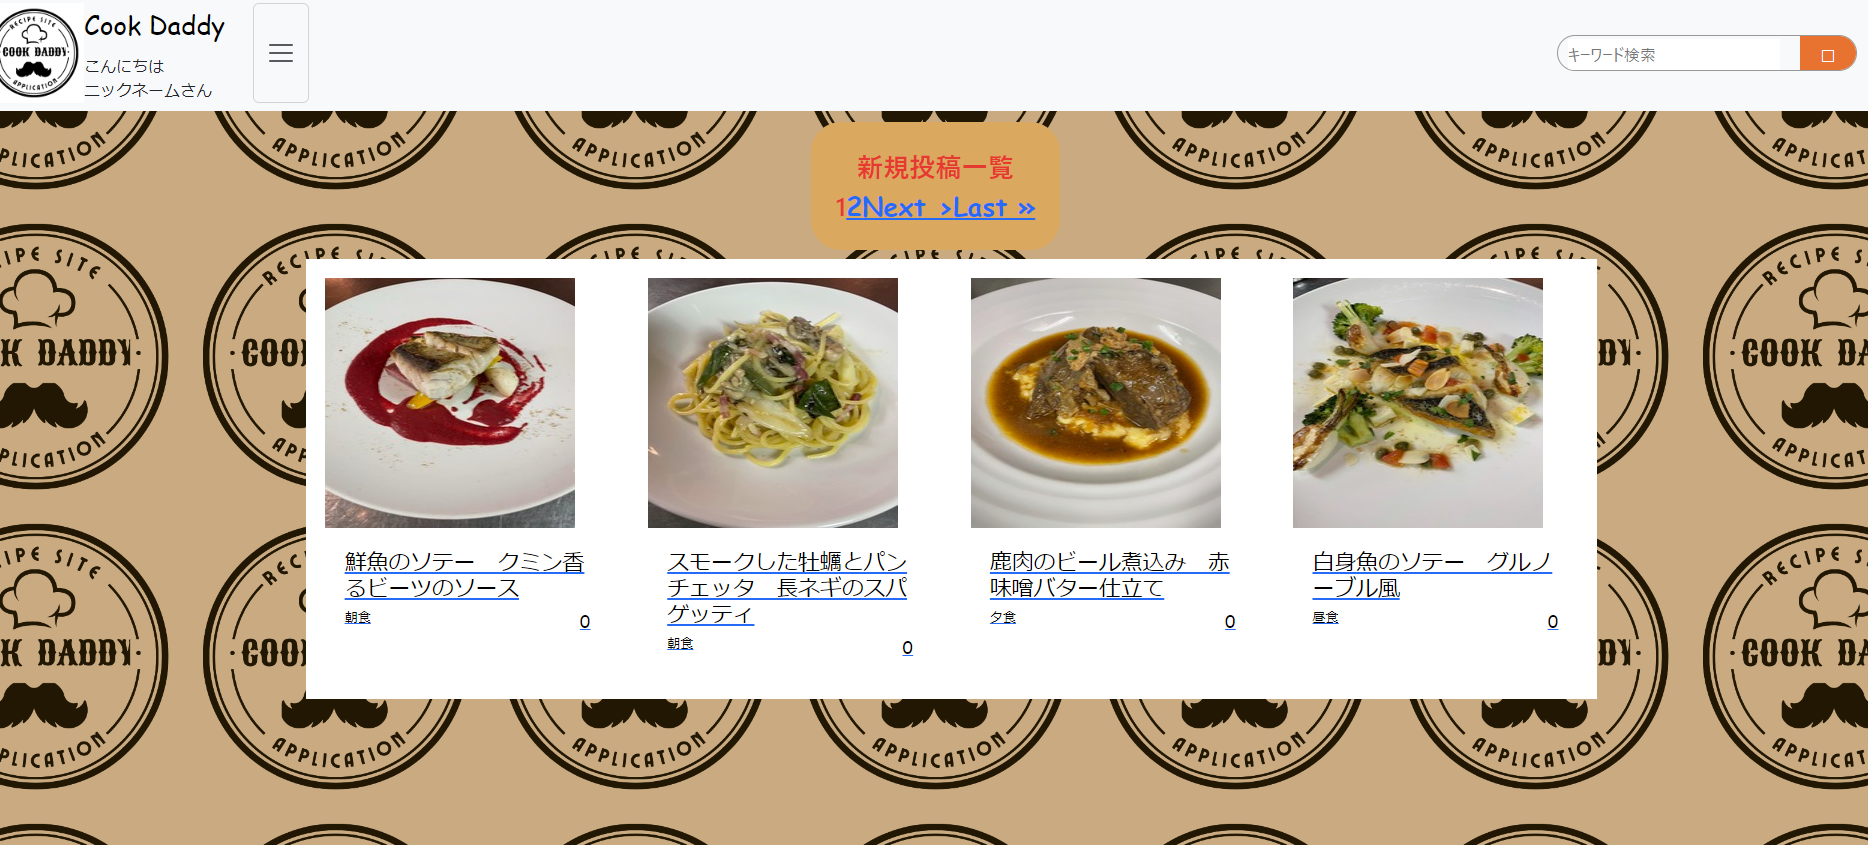 RECIPE SITE
COOK DADDY
APPLICATION
Cook Daddy
こんにちは
ニックネームさん
キーワード検索
新規投稿一覧
12Next ›Last »
鮮魚のソテー　クミン香
るビーツのソース
朝食
0
スモークした牡蠣とパン
チェッタ　長ネギのスパ
ゲッティ
朝食
0
鹿肉のビール煮込み　赤
味噌バター仕立て
夕食
0
白身魚のソテー　グルノ
ーブル風
昼食
0